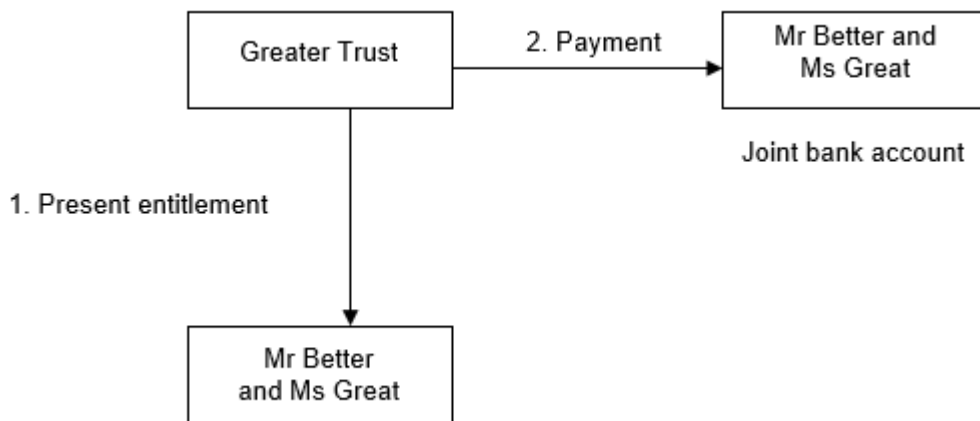 Greater Trust
2. Payment
Mr Better and
Ms Great
Joint bank account
1. Present entitlement
Mr Better
and Ms Great